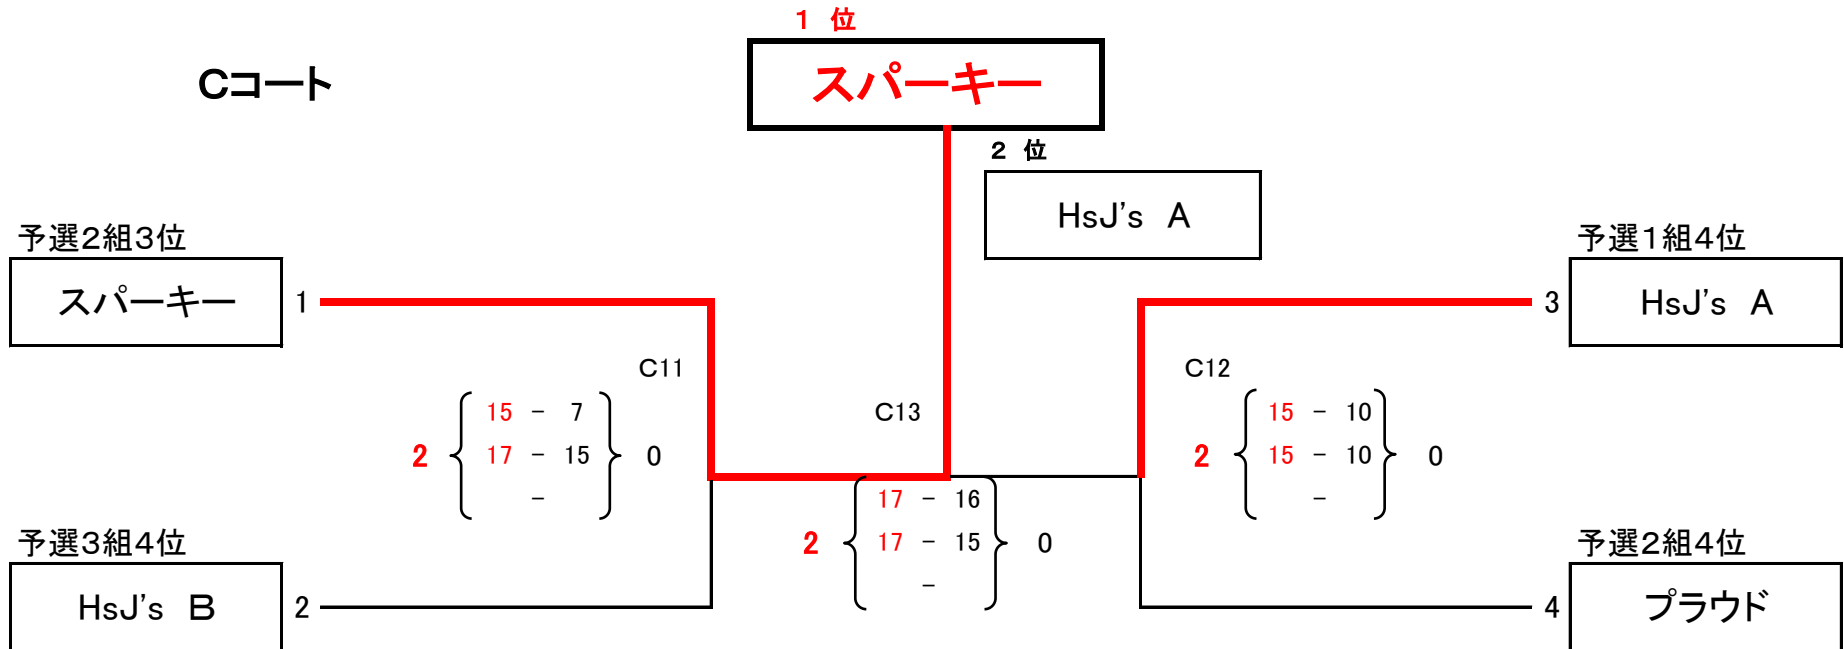 １ 位
Cコート
スパーキー
２ 位
HsJ's A
予選２組３位
予選１組４位
スパーキー 1
3 HsJ's A
C11
C12
15 - 7
C13
15 - 10
2 17 - 15 0
2 15 - 10 0
-
-
17 - 16
2 17 - 15 0
-
予選３組４位
予選２組４位
HsJ's B 2
4 プラウド